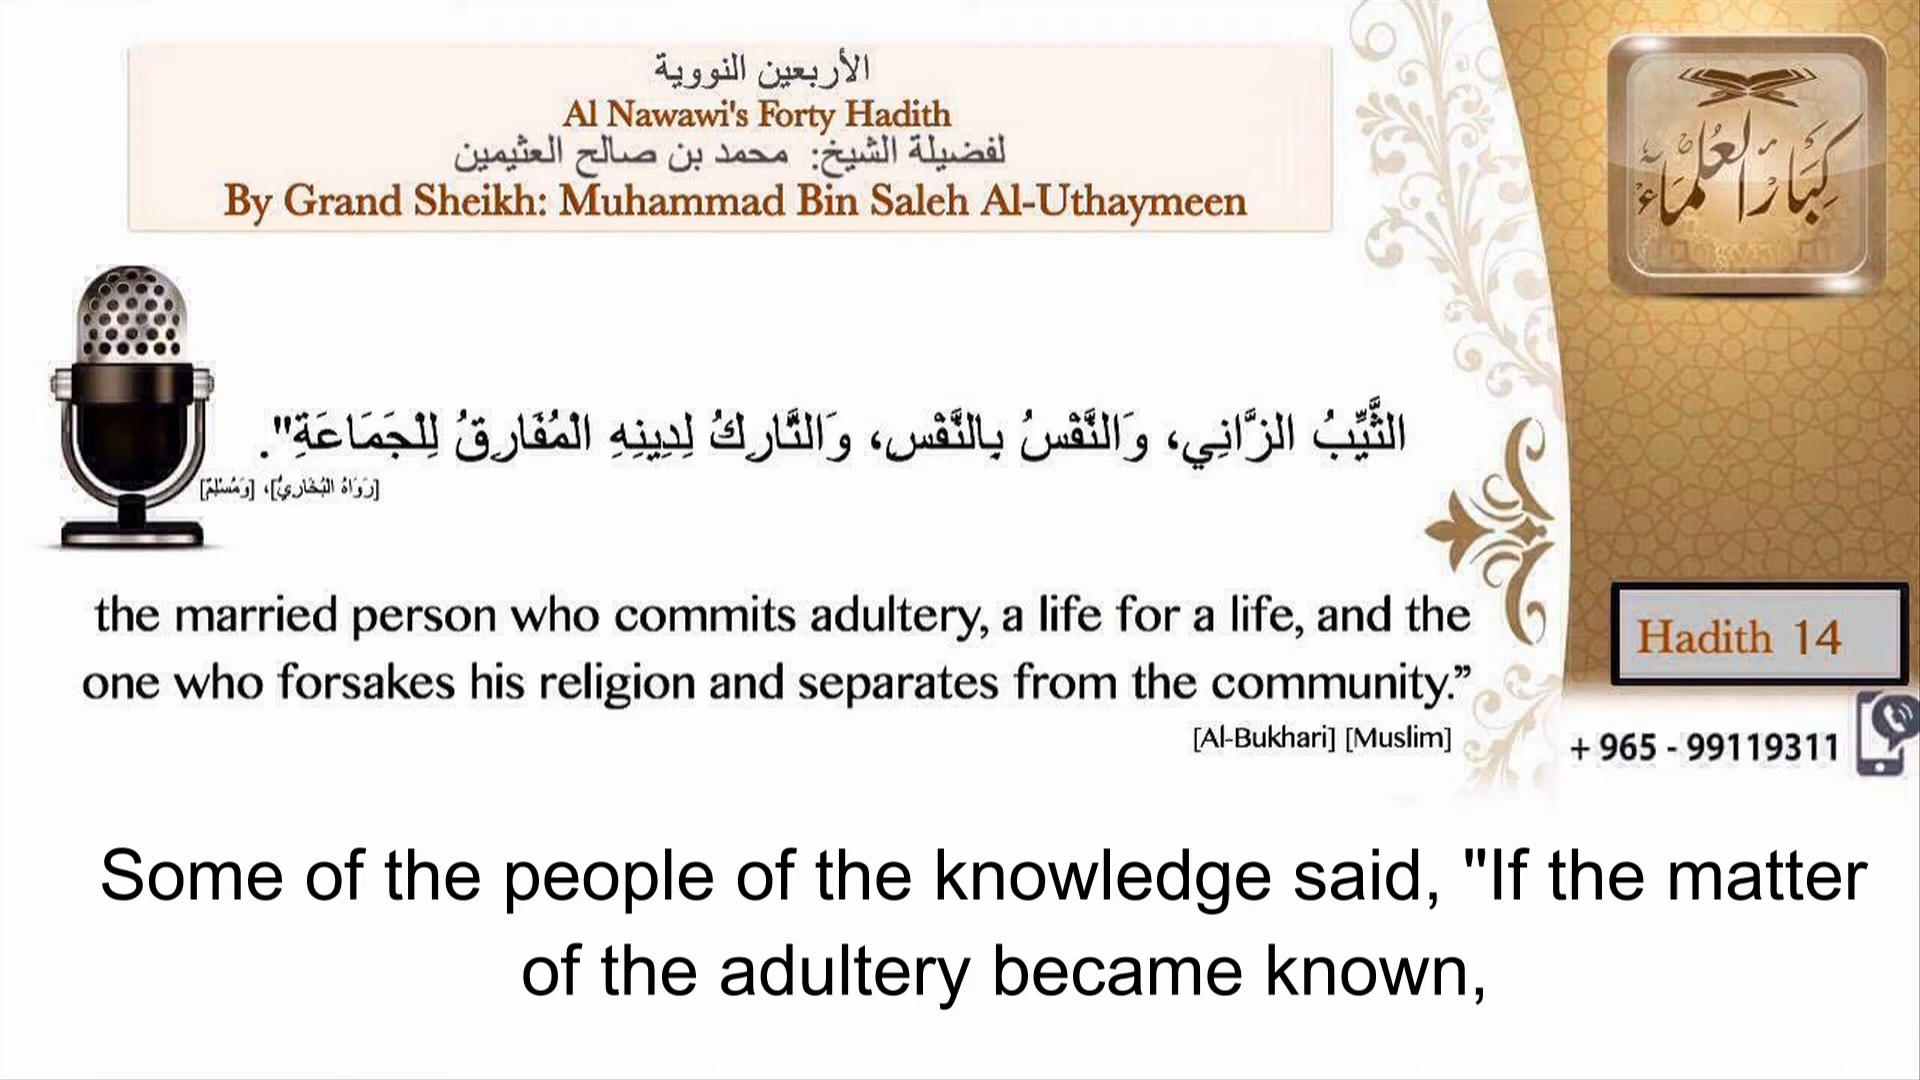 الأربعين النووية
Al Nawawi's Forty Hadith
لفضيلة الشيخ: محمد بن صالح العثيمين
By Grand Sheikh: Muhammad Bin Saleh Al-Uthaymeen
كِبَارُ العُلَمَاءِ
الثَّيِّبُ الزَّانِي، وَالنَّفْسُ بِالنَّفْسِ، وَالتَّارِكُ لِدِينِهِ الْمُفَارِقُ لِلْجَمَاعَةِ".
[رَوَاهُ البُخَارِيُّ]، [وَمُسْلِمٌ]
the married person who commits adultery, a life for a life, and the
one who forsakes his religion and separates from the community.”
[Al-Bukhari] [Muslim]
Hadith 14
+ 965 - 99119311
Some of the people of the knowledge said, "If the matter
of the adultery became known,